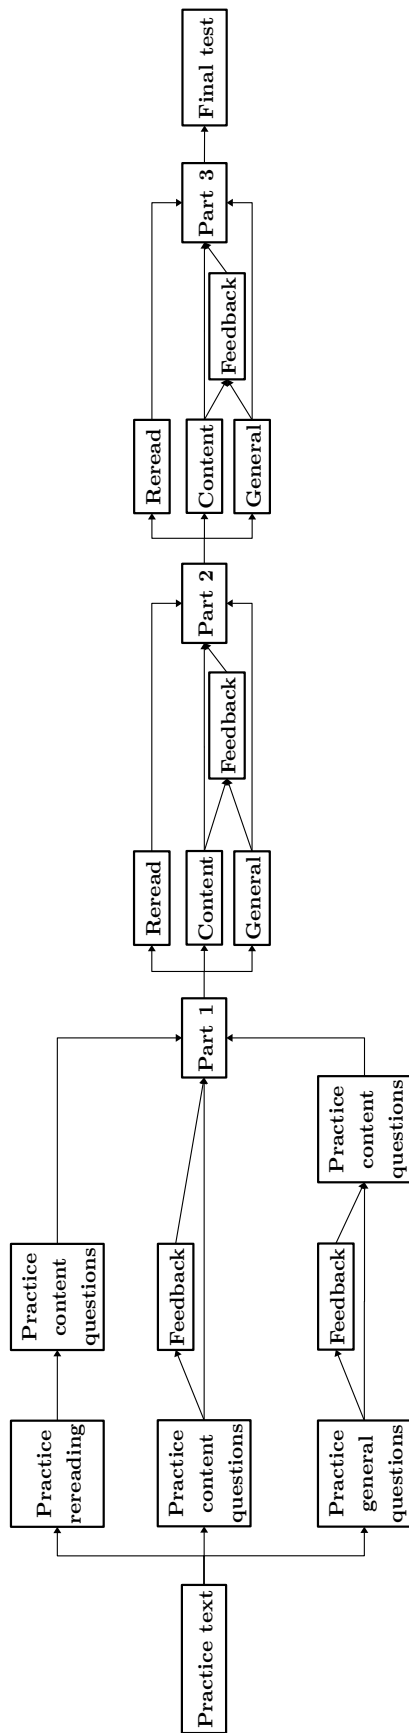 Practice text
Practice
rereading
Practice
content
questions
Practice
content
questions
Feedback
Practice
general
questions
Feedback
Practice
content
questions
Part 1
Reread
Content
General
Feedback
Part 2
Reread
Content
General
Feedback
Part 3
Final test